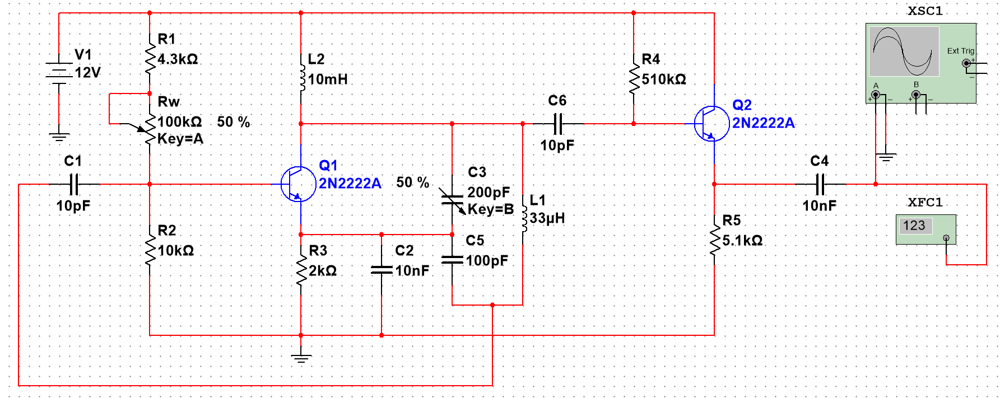 XSC1
Ext Trig
+
−
A
B
+ −
+ −
V1
12V
R1
4.3kΩ
Rw
100kΩ 50 %
Key=A
L2
10mH
R4
510kΩ
C6
10pF
Q2
2N2222A
C1
10pF
Q1
2N2222A
50 %
C3
200pF
Key=B
L1
33µH
C4
10nF
XFC1
123
R2
10kΩ
R3
2kΩ
C2
10nF
C5
100pF
R5
5.1kΩ